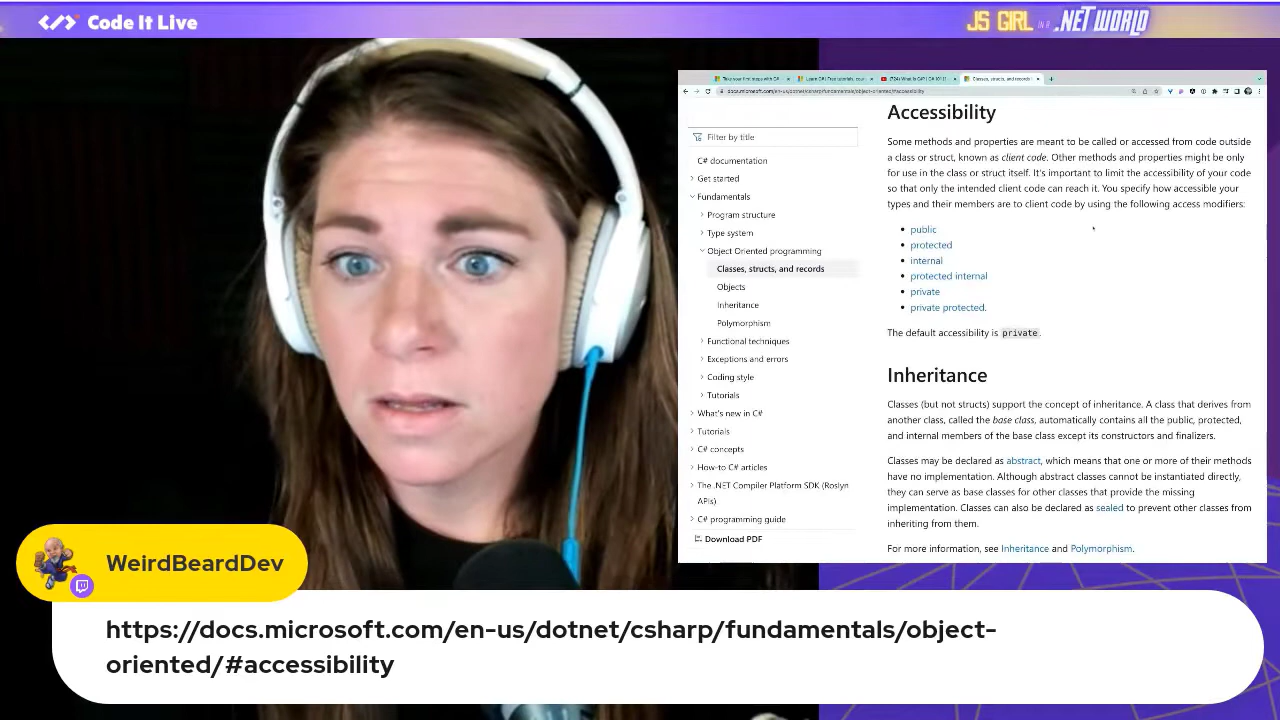 </> Code It Live
JS GIRL IN A .NET WORLD
docs.microsoft.com/en-us/dotnet/csharp/fundamentals/object-oriented/#accessibility
Filter by title
C# documentation
Get started
Fundamentals
Program structure
Type system
Object Oriented programming
Classes, structs, and records
Objects
Inheritance
Polymorphism
Functional techniques
Exceptions and errors
Coding style
Tutorials
What's new in C#
Tutorials
C# concepts
How-to C# articles
The .NET Compiler Platform SDK (Roslyn
APIs)
C# programming guide
Download PDF
Accessibility
Some methods and properties are meant to be called or accessed from code outside
a class or struct, known as client code. Other methods and properties might be only
for use in the class or struct itself. It's important to limit the accessibility of your code
so that only the intended client code can reach it. You specify how accessible your
types and their members are to client code by using the following access modifiers:
• public
• protected
• internal
• protected internal
• private
• private protected.
The default accessibility is private.
Inheritance
Classes (but not structs) support the concept of inheritance. A class that derives from
another class, called the base class, automatically contains all the public, protected,
and internal members of the base class except its constructors and finalizers.
Classes may be declared as abstract, which means that one or more of their methods
have no implementation. Although abstract classes cannot be instantiated directly,
they can serve as base classes for other classes that provide the missing
implementation. Classes can also be declared as sealed to prevent other classes from
inheriting from them.
For more information, see Inheritance and Polymorphism.
WeirdBeardDev
https://docs.microsoft.com/en-us/dotnet/csharp/fundamentals/object-
oriented/#accessibility